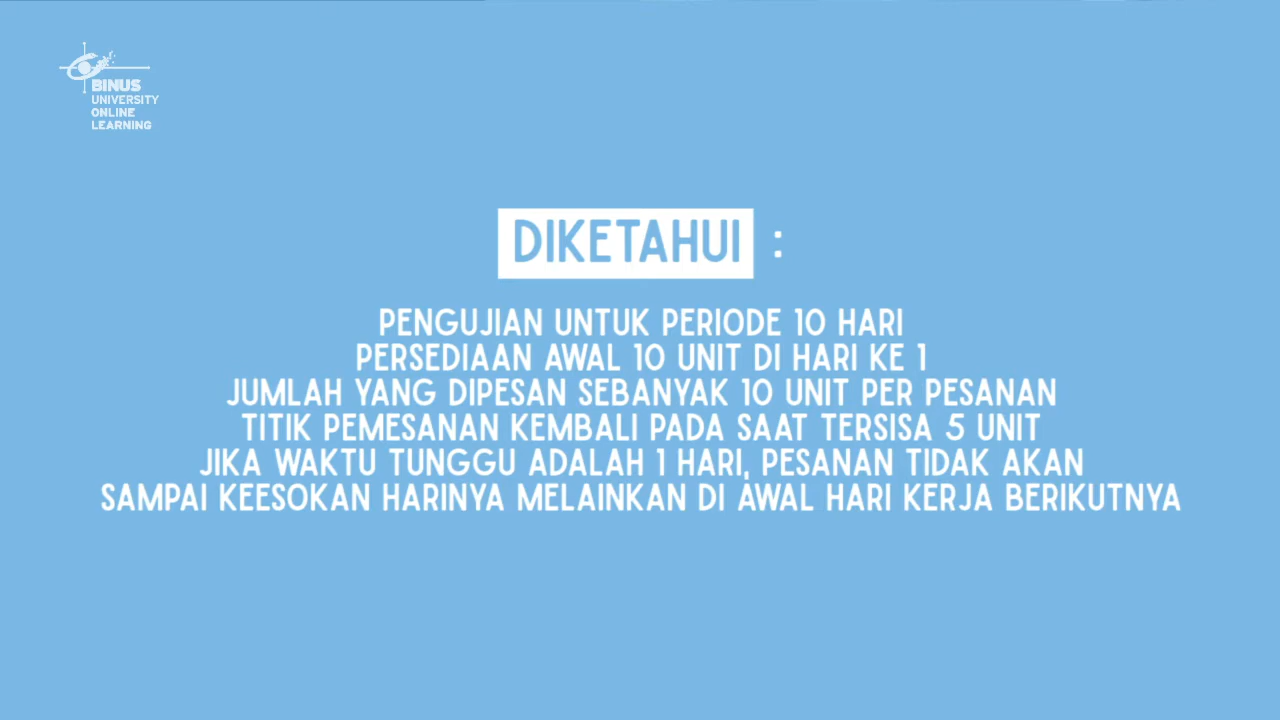 BINUS
UNIVERSITY
ONLINE
LEARNING
DIKETAHUI :
PENGUJIAN UNTUK PERIODE 10 HARI
PERSEDIAAN AWAL 10 UNIT DI HARI KE 1
JUMLAH YANG DIPESAN SEBANYAK 10 UNIT PER PESANAN
TITIK PEMESANAN KEMBALI PADA SAAT TERSISA 5 UNIT
JIKA WAKTU TUNGGU ADALAH 1 HARI, PESANAN TIDAK AKAN
SAMPAI KEESOKAN HARINYA MELAINKAN DI AWAL HARI KERJA BERIKUTNYA